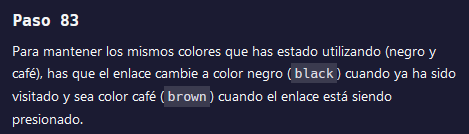 Paso 83
Para mantener los mismos colores que has estado utilizando (negro y
café), has que el enlace cambie a color negro (black) cuando ya ha sido
visitado y sea color café (brown) cuando el enlace está siendo
presionado.